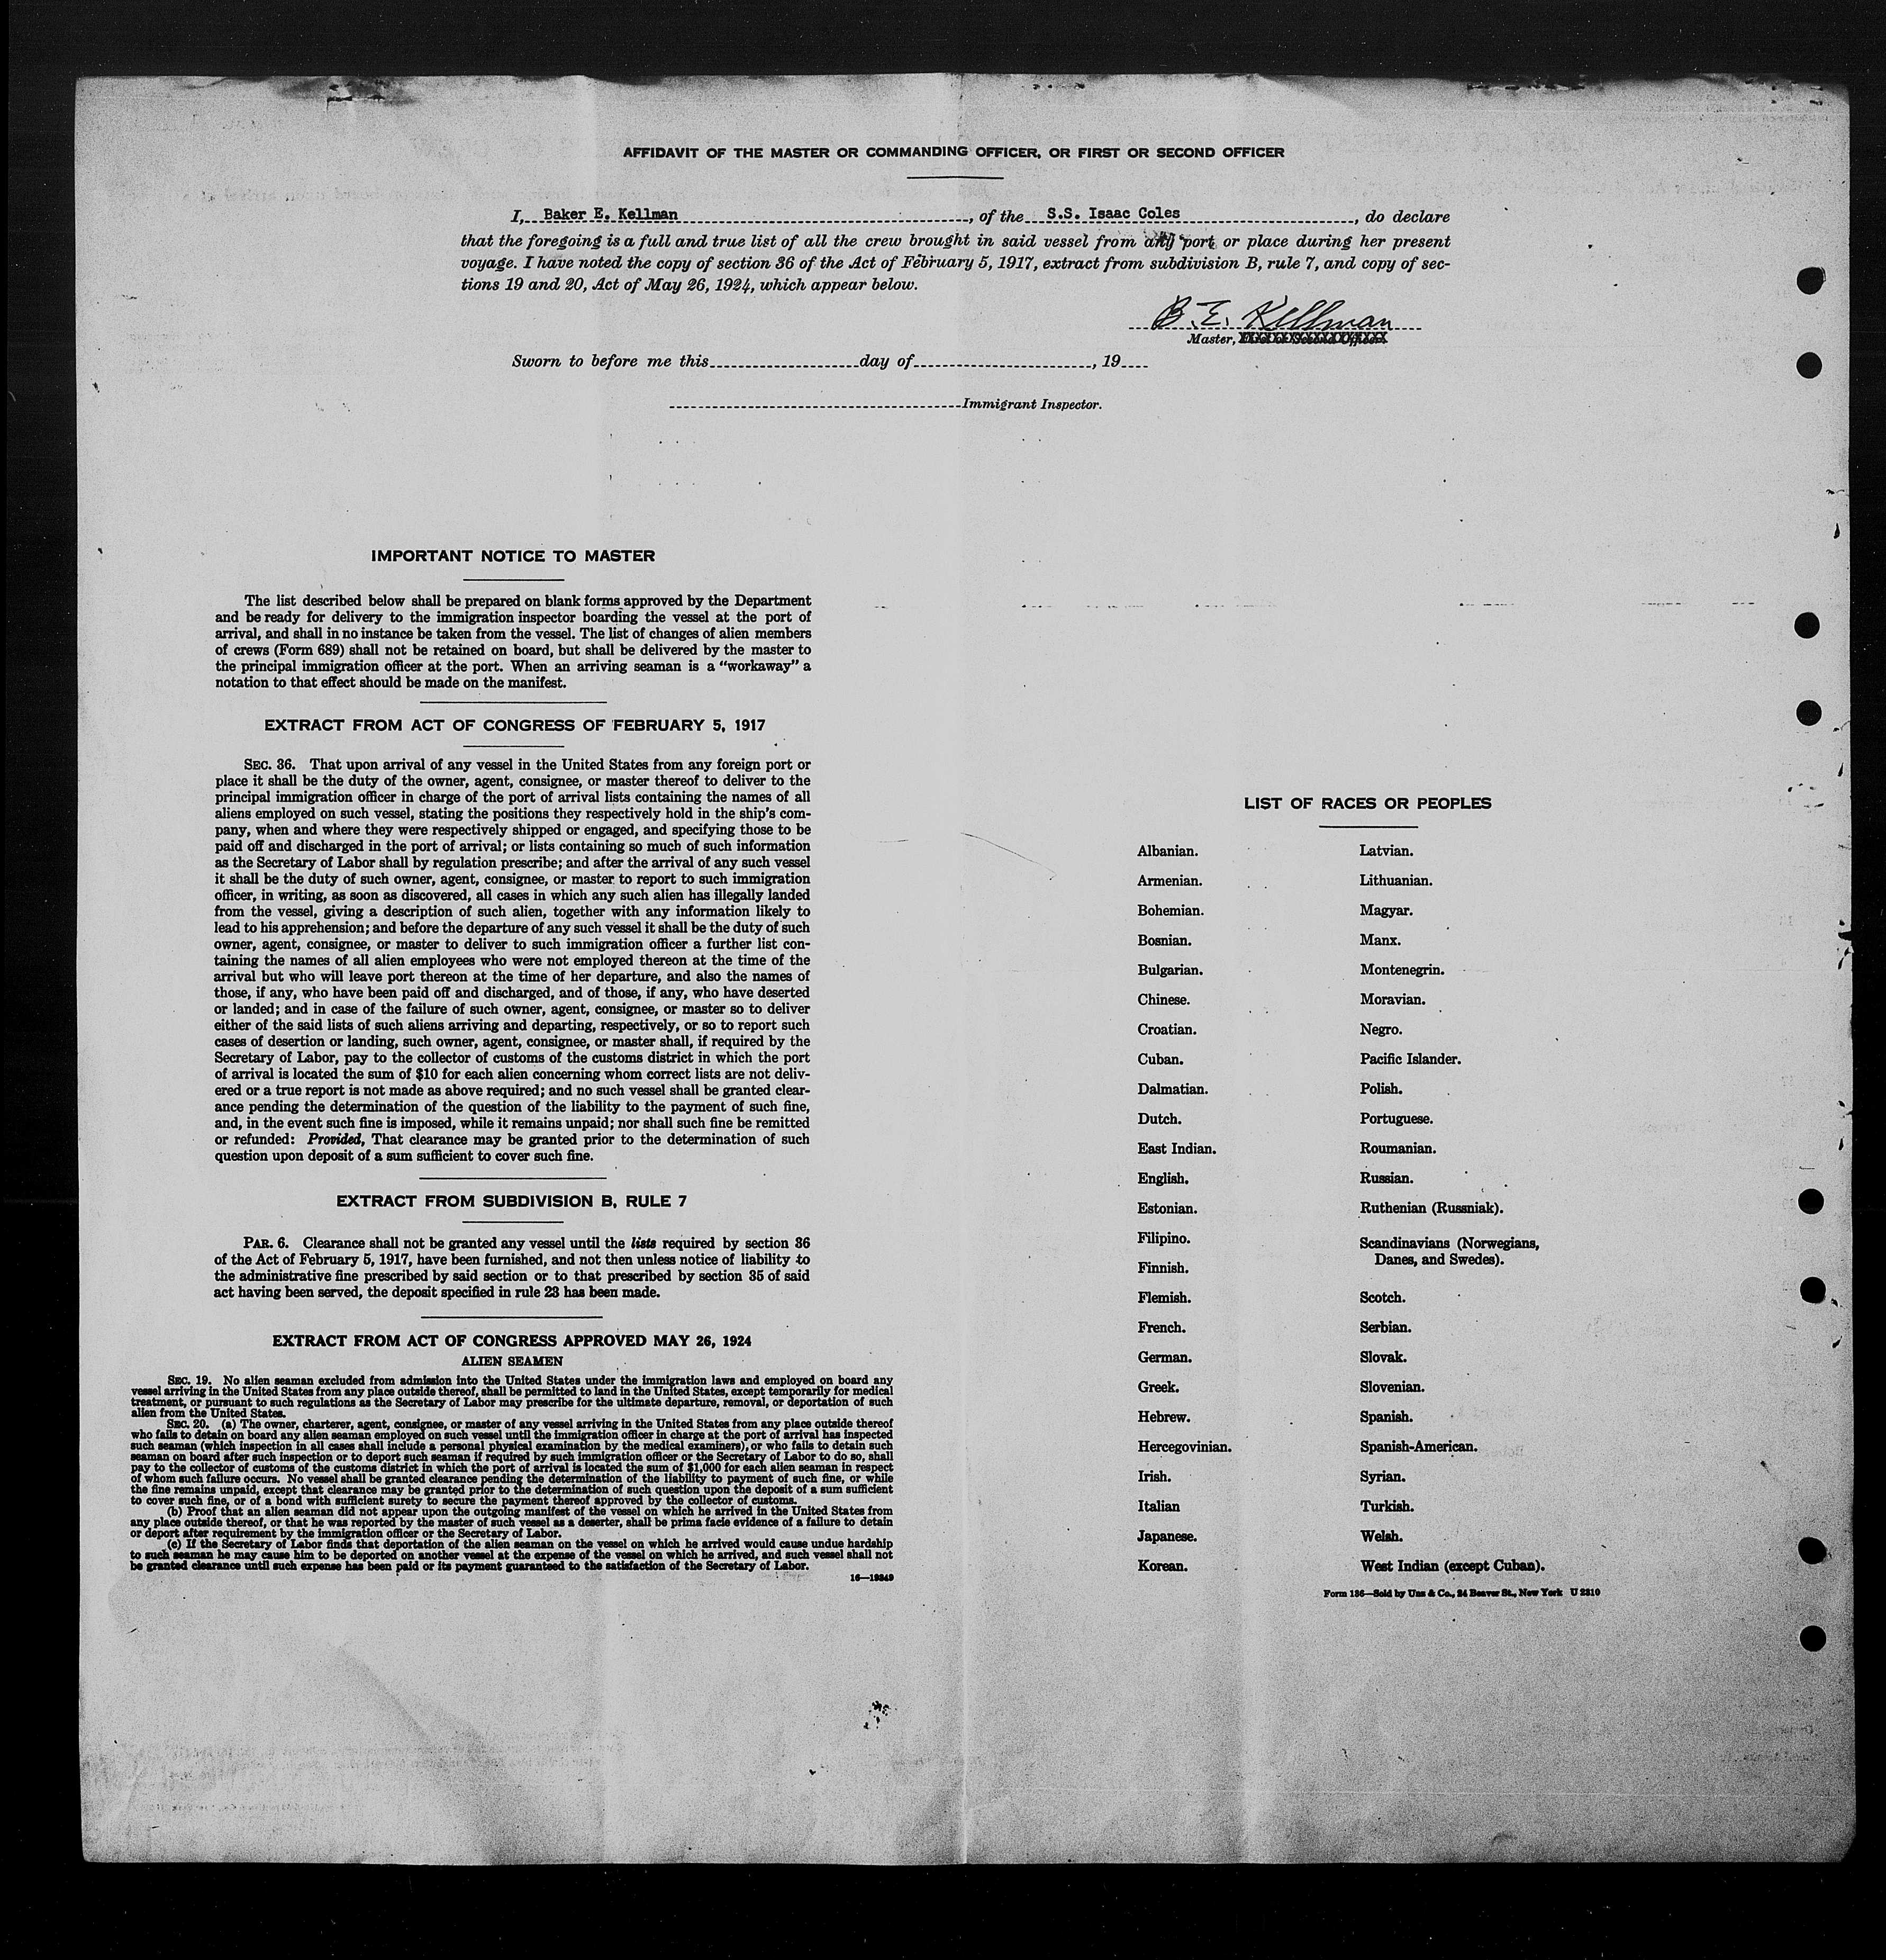 AFFIDAVIT OF THE MASTER OR COMMANDING OFFICER, OR FIRST OR SECOND OFFICER
I, Baker E. Kellman, of the S.S. Isaac Coles, do declare
that the foregoing is a full and true list of all the crew brought in said vessel from any port or place during her present
voyage. I have noted the copy of section 36 of the Act of February 5, 1917, extract from subdivision B, rule 7, and copy of sec-
tions 19 and 20, Act of May 26, 1924, which appear below.
B. E. Kellman
Master, XXXXXXXXXXXXXXXXX
Sworn to before me this day of , 19
Immigrant Inspector.
IMPORTANT NOTICE TO MASTER
The list described below shall be prepared on blank forms approved by the Department
and be ready for delivery to the immigration inspector boarding the vessel at the port of
arrival, and shall in no instance be taken from the vessel. The list of changes of alien members
of crews (Form 689) shall not be retained on board, but shall be delivered by the master to
the principal immigration officer at the port. When an arriving seaman is a "workaway" a
notation to that effect should be made on the manifest.
EXTRACT FROM ACT OF CONGRESS OF FEBRUARY 5, 1917
SEC. 36. That upon arrival of any vessel in the United States from any foreign port or
place it shall be the duty of the owner, agent, consignee, or master thereof to deliver to the
principal immigration officer in charge of the port of arrival lists containing the names of all
aliens employed on such vessel, stating the positions they respectively hold in the ship's com-
pany, when and where they were respectively shipped or engaged, and specifying those to be
paid off and discharged in the port of arrival; or lists containing so much of such information
as the Secretary of Labor shall by regulation prescribe; and after the arrival of any such vessel
it shall be the duty of such owner, agent, consignee, or master to report to such immigration
officer, in writing, as soon as discovered, all cases in which any such alien has illegally landed
from the vessel, giving a description of such alien, together with any information likely to
lead to his apprehension; and before the departure of any such vessel it shall be the duty of such
owner, agent, consignee, or master to deliver to such immigration officer a further list con-
taining the names of all alien employees who were not employed thereon at the time of the
arrival but who will leave port thereon at the time of her departure, and also the names of
those, if any, who have been paid off and discharged, and of those, if any, who have deserted
or landed; and in case of the failure of such owner, agent, consignee, or master so to deliver
either of the said lists of such aliens arriving and departing, respectively, or so to report such
cases of desertion or landing, such owner, agent, consignee, or master shall, if required by the
Secretary of Labor, pay to the collector of customs of the customs district in which the port
of arrival is located the sum of $10 for each alien concerning whom correct lists are not deliv-
ered or a true report is not made as above required; and no such vessel shall be granted clear-
ance pending the determination of the question of the liability to the payment of such fine,
and, in the event such fine is imposed, while it remains unpaid; nor shall such fine be remitted
or refunded: Provided, That clearance may be granted prior to the determination of such
question upon deposit of a sum sufficient to cover such fine.
EXTRACT FROM SUBDIVISION B, RULE 7
PAR. 6. Clearance shall not be granted any vessel until the lists required by section 36
of the Act of February 5, 1917, have been furnished, and not then unless notice of liability to
the administrative fine prescribed by said section or to that prescribed by section 35 of said
act having been served, the deposit specified in rule 23 has been made.
EXTRACT FROM ACT OF CONGRESS APPROVED MAY 26, 1924
ALIEN SEAMEN
SEC. 19. No alien seaman excluded from admission into the United States under the immigration laws and employed on board any
vessel arriving in the United States from any place outside thereof, shall be permitted to land in the United States, except temporarily for medical
treatment, or pursuant to such regulations as the Secretary of Labor may prescribe for the ultimate departure, removal, or deportation of such
alien from the United States.
SEC. 20. (a) The owner, charterer, agent, consignee, or master of any vessel arriving in the United States from any place outside thereof
who fails to detain on board any alien seaman employed on such vessel until the immigration officer in charge at the port of arrival has inspected
such seaman (which inspection in all cases shall include a personal physical examination by the medical examiners), or who fails to detain such
seaman on board after such inspection or to deport such seaman if required by such immigration officer or the Secretary of Labor to do so, shall
pay to the collector of customs of the customs district in which the port of arrival is located the sum of $1,000 for each alien seaman in respect
of whom such failure occurs. No vessel shall be granted clearance pending the determination of the liability to payment of such fine, or while
the fine remains unpaid, except that clearance may be granted prior to the determination of such question upon the deposit of a sum sufficient
to cover such fine, or of a bond with sufficient surety to secure the payment thereof approved by the collector of customs.
(b) Proof that an alien seaman did not appear upon the outgoing manifest of the vessel on which he arrived in the United States from
any place outside thereof, or that he was reported by the master of such vessel as a deserter, shall be prima facie evidence of a failure to detain
or deport after requirement by the immigration officer or the Secretary of Labor.
(c) If the Secretary of Labor finds that deportation of the alien seaman on the vessel on which he arrived would cause undue hardship
to such seaman he may cause him to be deported on another vessel at the expense of the vessel on which he arrived, and such vessel shall not
be granted clearance until such expense has been paid or its payment guaranteed to the satisfaction of the Secretary of Labor.
16—19349
LIST OF RACES OR PEOPLES
Albanian.
Armenian.
Bohemian.
Bosnian.
Bulgarian.
Chinese.
Croatian.
Cuban.
Dalmatian.
Dutch.
East Indian.
English.
Estonian.
Filipino.
Finnish.
Flemish.
French.
German.
Greek.
Hebrew.
Hercegovinian.
Irish.
Italian
Japanese.
Korean.
Latvian.
Lithuanian.
Magyar.
Manx.
Montenegrin.
Moravian.
Negro.
Pacific Islander.
Polish.
Portuguese.
Roumanian.
Russian.
Ruthenian (Russniak).
Scandinavians (Norwegians,
Danes, and Swedes).
Scotch.
Serbian.
Slovak.
Slovenian.
Spanish.
Spanish-American.
Syrian.
Turkish.
Welsh.
West Indian (except Cuban).
Form 136—Sold by Unz & Co., 24 Beaver St., New York U 2310